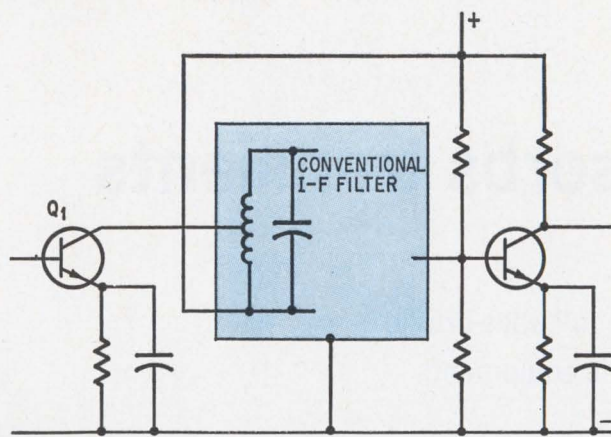 +
CONVENTIONAL
I-F FILTER
Q1
−